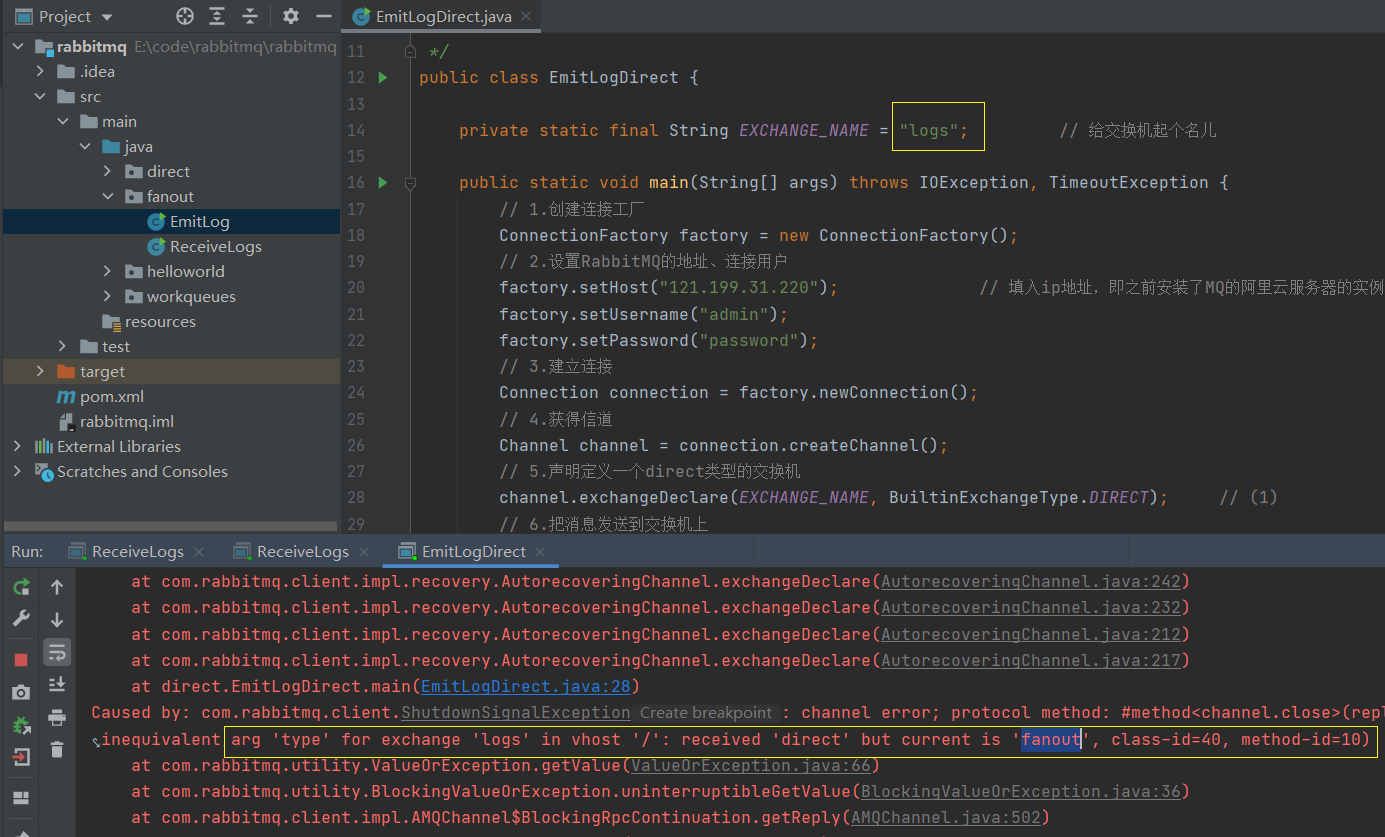 Project
EmitLogDirect.java
rabbitmq E:\code\rabbitmq\rabbitmq
.idea
src
main
java
direct
fanout
EmitLog
ReceiveLogs
helloworld
workqueues
resources
test
target
pom.xml
rabbitmq.iml
External Libraries
Scratches and Consoles
11 */
12 public class EmitLogDirect {
13
14 private static final String EXCHANGE_NAME = "logs"; // 给交换机起个名儿
15
16 public static void main(String[] args) throws IOException, TimeoutException {
17 // 1.创建连接工厂
18 ConnectionFactory factory = new ConnectionFactory();
19 // 2.设置RabbitMQ的地址、连接用户
20 factory.setHost("121.199.31.220"); // 填入ip地址，即之前安装了MQ的阿里云服务器的实例
21 factory.setUsername("admin");
22 factory.setPassword("password");
23 // 3.建立连接
24 Connection connection = factory.newConnection();
25 // 4.获得信道
26 Channel channel = connection.createChannel();
27 // 5.声明定义一个direct类型的交换机
28 channel.exchangeDeclare(EXCHANGE_NAME, BuiltinExchangeType.DIRECT); // (1)
29 // 6.把消息发送到交换机上
Run: ReceiveLogs ReceiveLogs EmitLogDirect
at com.rabbitmq.client.impl.recovery.AutorecoveringChannel.exchangeDeclare(AutorecoveringChannel.java:242)
at com.rabbitmq.client.impl.recovery.AutorecoveringChannel.exchangeDeclare(AutorecoveringChannel.java:232)
at com.rabbitmq.client.impl.recovery.AutorecoveringChannel.exchangeDeclare(AutorecoveringChannel.java:212)
at com.rabbitmq.client.impl.recovery.AutorecoveringChannel.exchangeDeclare(AutorecoveringChannel.java:217)
at direct.EmitLogDirect.main(EmitLogDirect.java:28)
Caused by: com.rabbitmq.client.ShutdownSignalException Create breakpoint : channel error; protocol method: #method<channel.close>(repl
inequivalent arg 'type' for exchange 'logs' in vhost '/': received 'direct' but current is 'fanout', class-id=40, method-id=10)
at com.rabbitmq.utility.ValueOrException.getValue(ValueOrException.java:66)
at com.rabbitmq.utility.BlockingValueOrException.uninterruptibleGetValue(BlockingValueOrException.java:36)
at com.rabbitmq.client.impl.AMQChannel$BlockingRpcContinuation.getReply(AMQChannel.java:502)